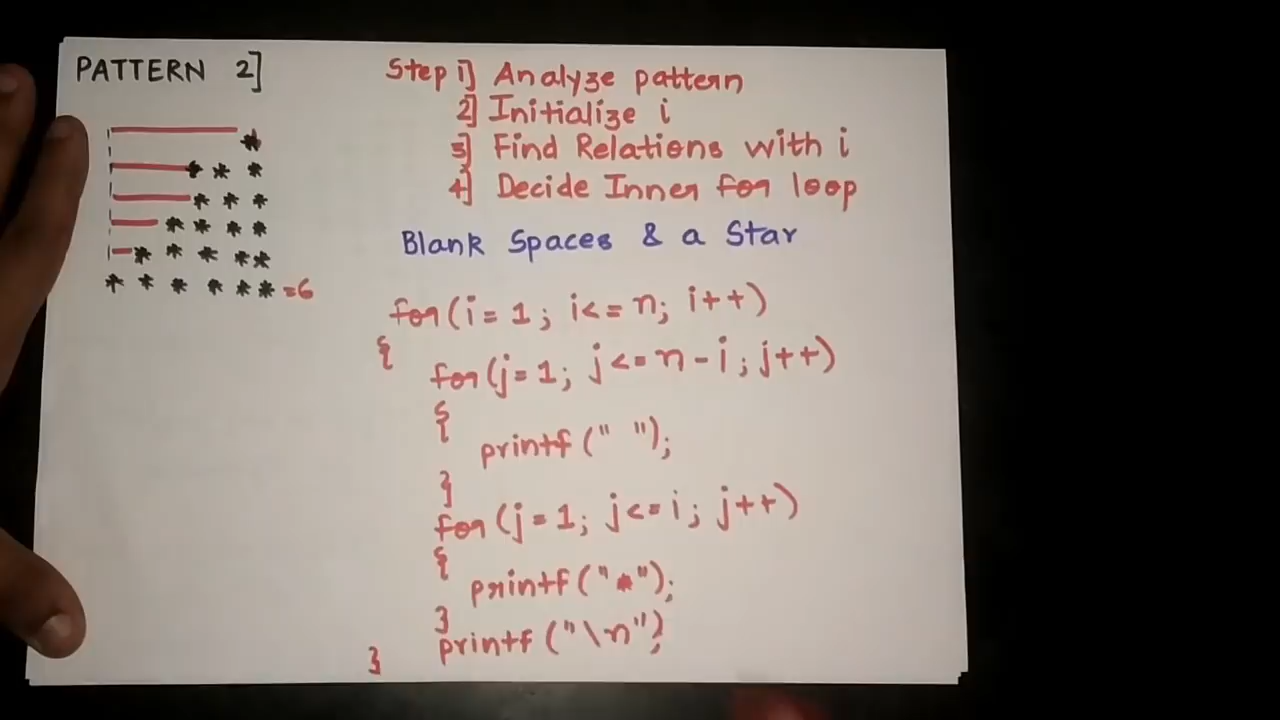 PATTERN 2]
*
* * *
* * *
* * * *
* * * * *
* * * * * * =6
Step 1] Analyze pattern
2] Initialize i
3] Find Relations with i
4] Decide Inner for loop
Blank Spaces & a Star
for(i=1; i<=n; i++)
{
for(j=1; j<=n-i; j++)
{
printf(" ");
}
for(j=1; j<=i; j++)
{
printf("*");
}
printf("\n");
}